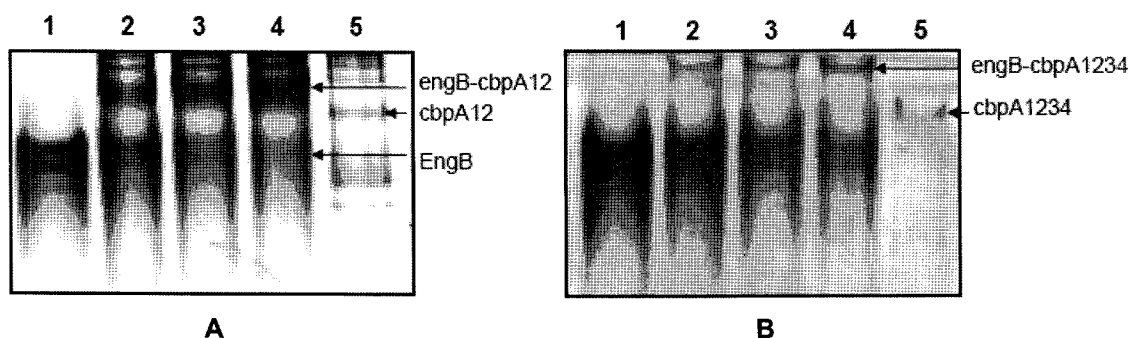 1 2 3 4 5
engB-cbpA12
cbpA12
EngB
A
1 2 3 4 5
engB-cbpA1234
cbpA1234
B